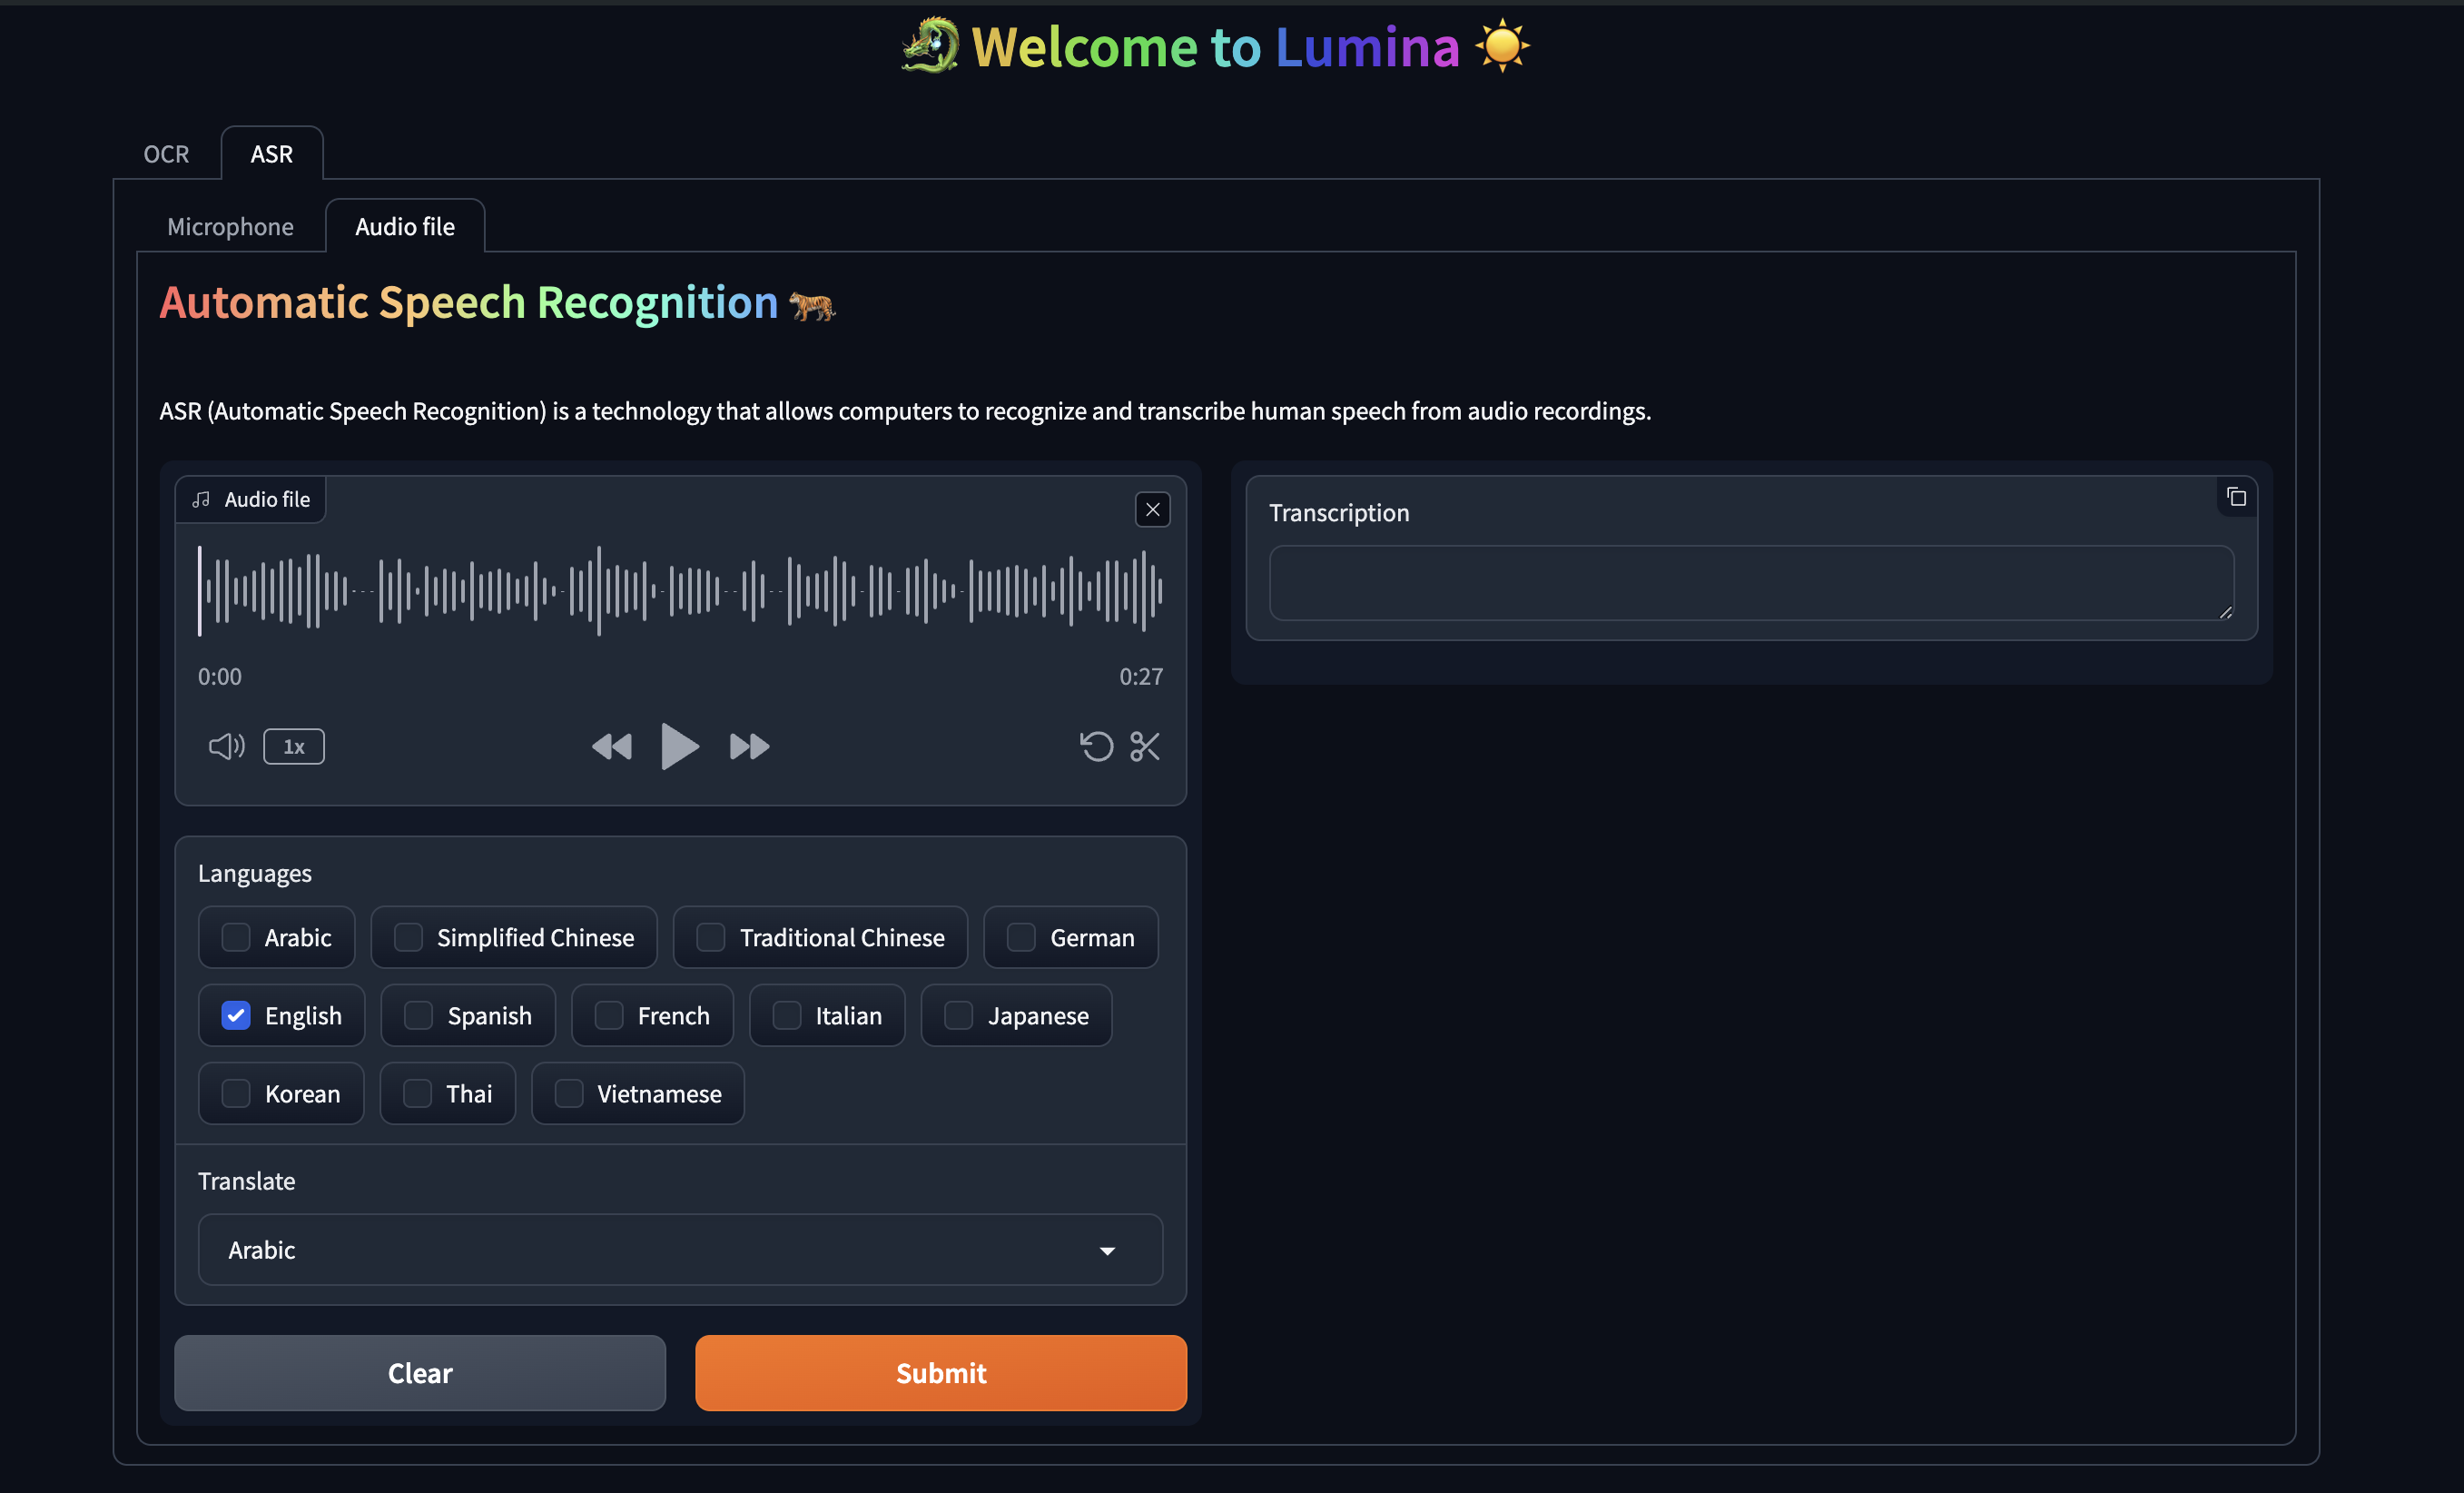 🐉 Welcome to Lumina ☀️
OCR
ASR
Microphone
Audio file
Automatic Speech Recognition 🐅
ASR (Automatic Speech Recognition) is a technology that allows computers to recognize and transcribe human speech from audio recordings.
Audio file
Transcription
0:00
0:27
1x
Languages
Arabic
Simplified Chinese
Traditional Chinese
German
English
Spanish
French
Italian
Japanese
Korean
Thai
Vietnamese
Translate
Arabic
Clear
Submit